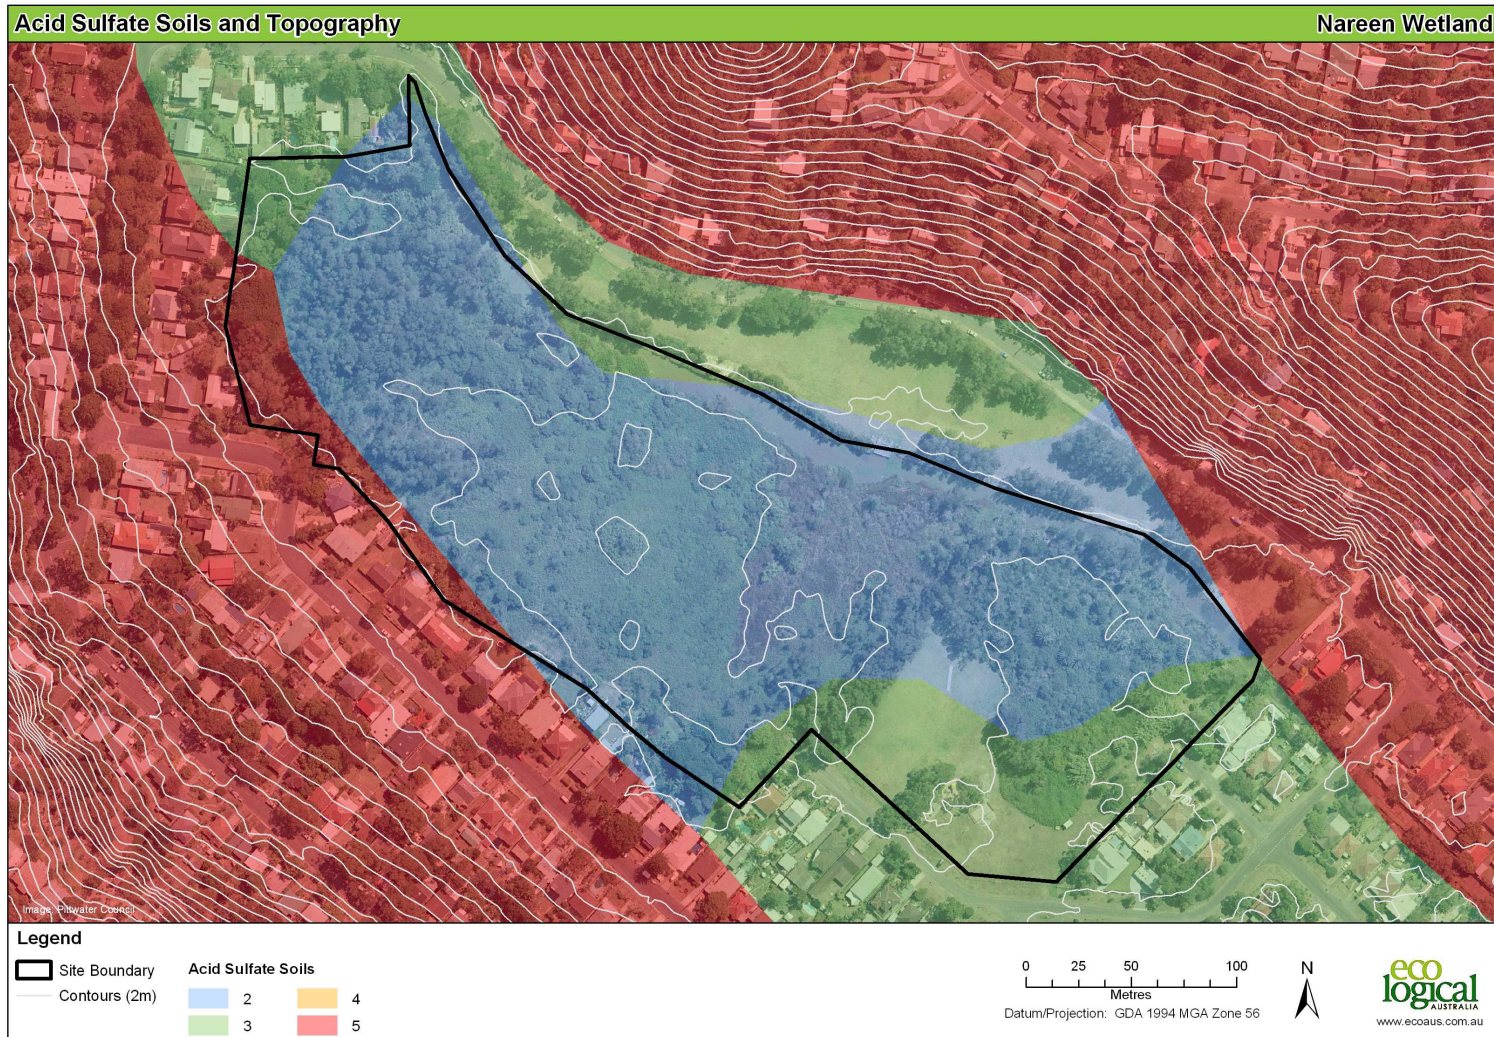 Acid Sulfate Soils and Topography
Nareen Wetland
Image: Pittwater Council
Legend
Site Boundary
Contours (2m)
Acid Sulfate Soils
2
3
4
5
0 25 50 100
Metres
Datum/Projection: GDA 1994 MGA Zone 56
N
eco
logical
AUSTRALIA
www.ecoaus.com.au